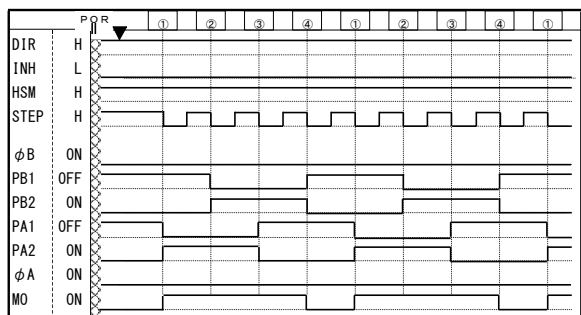 POR
① ② ③ ④ ① ② ③ ④ ①
DIR H
INH L
HSM H
STEP H
φB ON
PB1 OFF
PB2 ON
PA1 OFF
PA2 ON
φA ON
MO ON